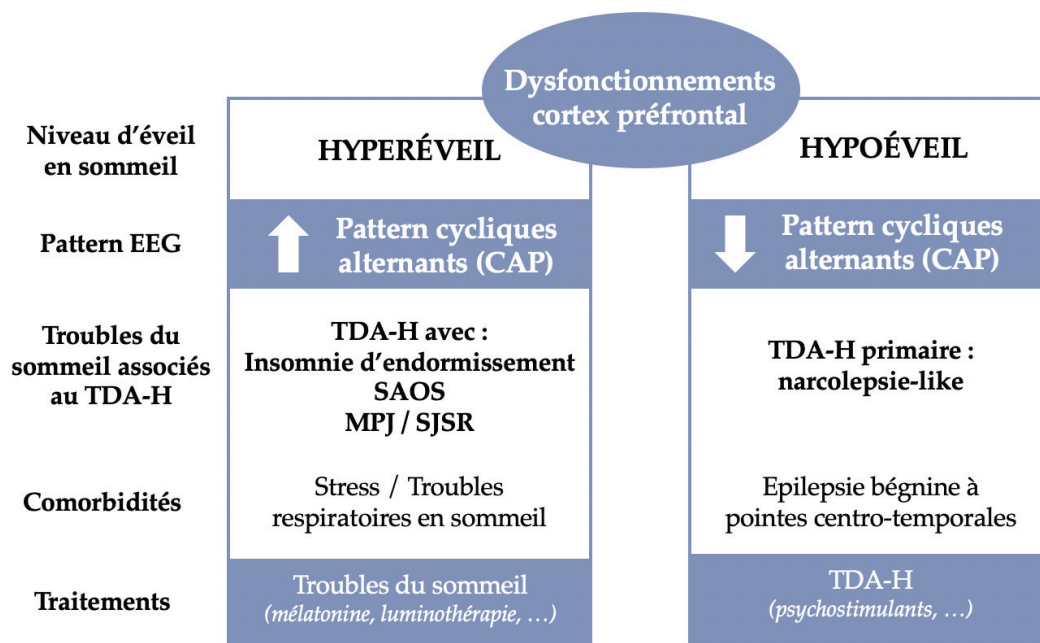 Dysfonctionnements
cortex préfrontal
Niveau d'éveil
en sommeil
HYPERÉVEIL
HYPOÉVEIL
Pattern EEG
Pattern cycliques
alternants (CAP)
Pattern cycliques
alternants (CAP)
Troubles du
sommeil associés
au TDA-H
TDA-H avec :
Insomnie d'endormissement
SAOS
MPJ / SJSR
TDA-H primaire :
narcolepsie-like
Comorbidités
Stress / Troubles
respiratoires en sommeil
Epilepsie bégnine à
pointes centro-temporales
Traitements
Troubles du sommeil
(mélatonine, luminothérapie, …)
TDA-H
(psychostimulants, …)